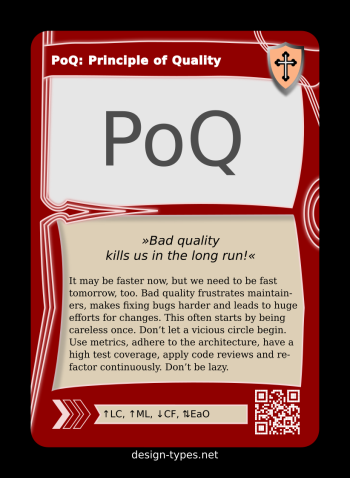 PoQ: Principle of Quality
PoQ
»Bad quality
kills us in the long run!«
It may be faster now, but we need to be fast
tomorrow, too. Bad quality frustrates maintain-
ers, makes fixing bugs harder and leads to huge
efforts for changes. This often starts by being
careless once. Don’t let a vicious circle begin.
Use metrics, adhere to the architecture, have a
high test coverage, apply code reviews and re-
factor continuously. Don’t be lazy.
↑LC, ↑ML, ↓CF, ⇅EaO
design-types.net